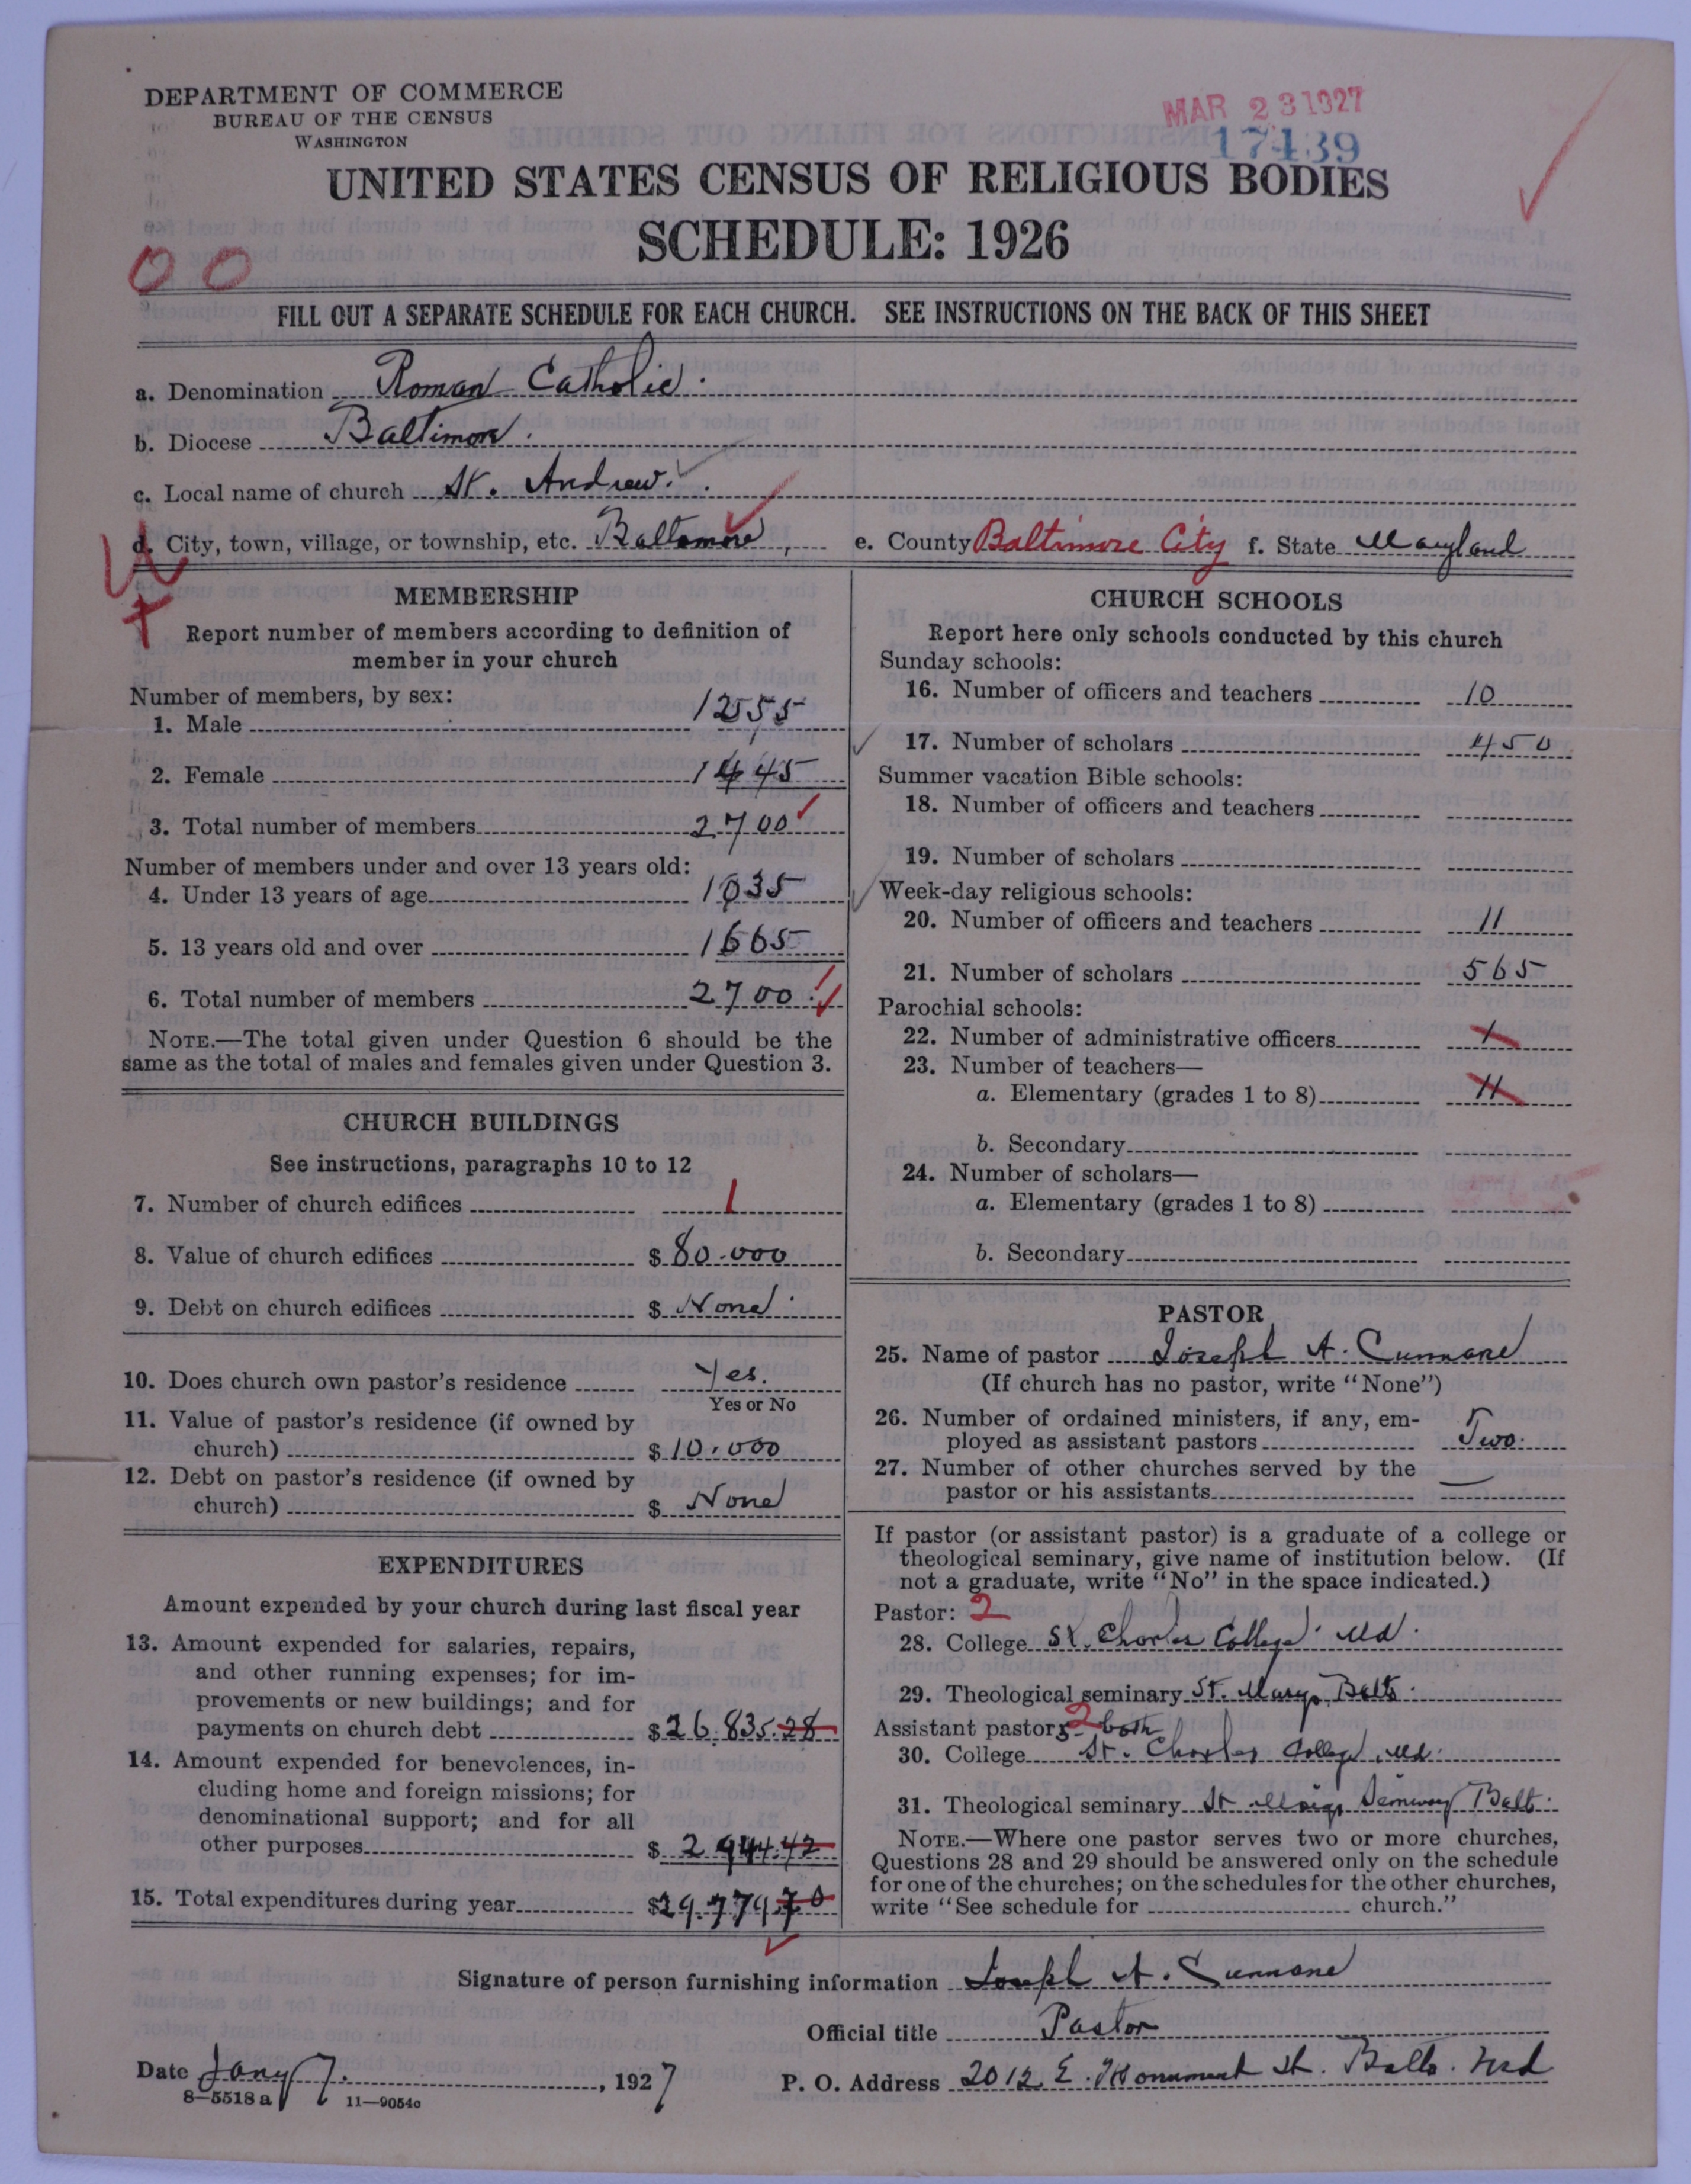 DEPARTMENT OF COMMERCE
BUREAU OF THE CENSUS
WASHINGTON
MAR 23 1927
17439
UNITED STATES CENSUS OF RELIGIOUS BODIES
SCHEDULE: 1926
00
FILL OUT A SEPARATE SCHEDULE FOR EACH CHURCH. SEE INSTRUCTIONS ON THE BACK OF THIS SHEET
a. Denomination Roman Catholic.
b. Diocese Baltimore.
c. Local name of church St. Andrew.
d. City, town, village, or township, etc. Baltimore, e. County Baltimore City f. State Maryland
MEMBERSHIP
Report number of members according to definition of
member in your church
Number of members, by sex:
1. Male 1255
2. Female 1445
3. Total number of members 2700
Number of members under and over 13 years old:
4. Under 13 years of age 1035
5. 13 years old and over 1665
6. Total number of members 2700
NOTE.—The total given under Question 6 should be the
same as the total of males and females given under Question 3.
CHURCH BUILDINGS
See instructions, paragraphs 10 to 12
7. Number of church edifices 1
8. Value of church edifices $ 80.000
9. Debt on church edifices $ None.
10. Does church own pastor's residence Yes.
Yes or No
11. Value of pastor's residence (if owned by
church) $ 10.000
12. Debt on pastor's residence (if owned by
church) $ None
EXPENDITURES
Amount expended by your church during last fiscal year
13. Amount expended for salaries, repairs,
and other running expenses; for im-
provements or new buildings; and for
payments on church debt $ 26.835.28
14. Amount expended for benevolences, in-
cluding home and foreign missions; for
denominational support; and for all
other purposes $ 2944.42
15. Total expenditures during year $29.779.70
CHURCH SCHOOLS
Report here only schools conducted by this church
Sunday schools:
16. Number of officers and teachers 10
17. Number of scholars 450
Summer vacation Bible schools:
18. Number of officers and teachers
19. Number of scholars
Week-day religious schools:
20. Number of officers and teachers 11
21. Number of scholars 565
Parochial schools:
22. Number of administrative officers 1
23. Number of teachers—
a. Elementary (grades 1 to 8) 11
b. Secondary
24. Number of scholars—
a. Elementary (grades 1 to 8)
b. Secondary
PASTOR
25. Name of pastor Joseph A. Cunnane
(If church has no pastor, write "None")
26. Number of ordained ministers, if any, em-
ployed as assistant pastors Two.
27. Number of other churches served by the
pastor or his assistants —
If pastor (or assistant pastor) is a graduate of a college or
theological seminary, give name of institution below. (If
not a graduate, write "No" in the space indicated.)
Pastor: 2
28. College St. Charles College. Md.
29. Theological seminary St. Marys Balto.
Assistant pastors 2 both
30. College St. Charles College, Md.
31. Theological seminary St Marys Seminary Balt.
NOTE.—Where one pastor serves two or more churches,
Questions 28 and 29 should be answered only on the schedule
for one of the churches; on the schedules for the other churches,
write "See schedule for church."
Signature of person furnishing information Joseph A. Cunnane
Official title Pastor
Date Jany 7. , 1927
P. O. Address 2012 E. Monument St. Balto. Md
8—5518 a 11—9054a